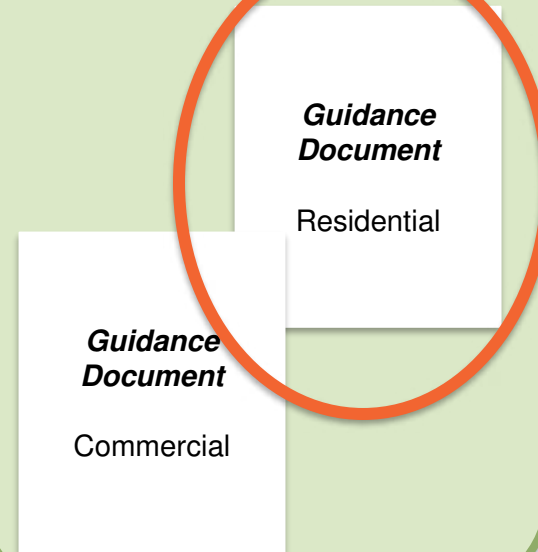 Guidance
Document
Residential
Guidance
Document
Commercial